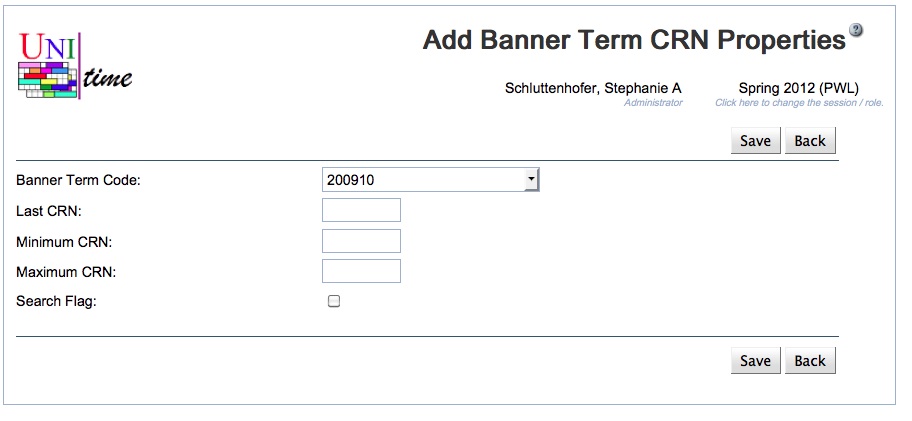 UNI
time
Add Banner Term CRN Properties ?
Schluttenhofer, Stephanie A Spring 2012 (PWL)
Administrator Click here to change the session / role.
Save Back
Banner Term Code: 200910
Last CRN:
Minimum CRN:
Maximum CRN:
Search Flag:
Save Back